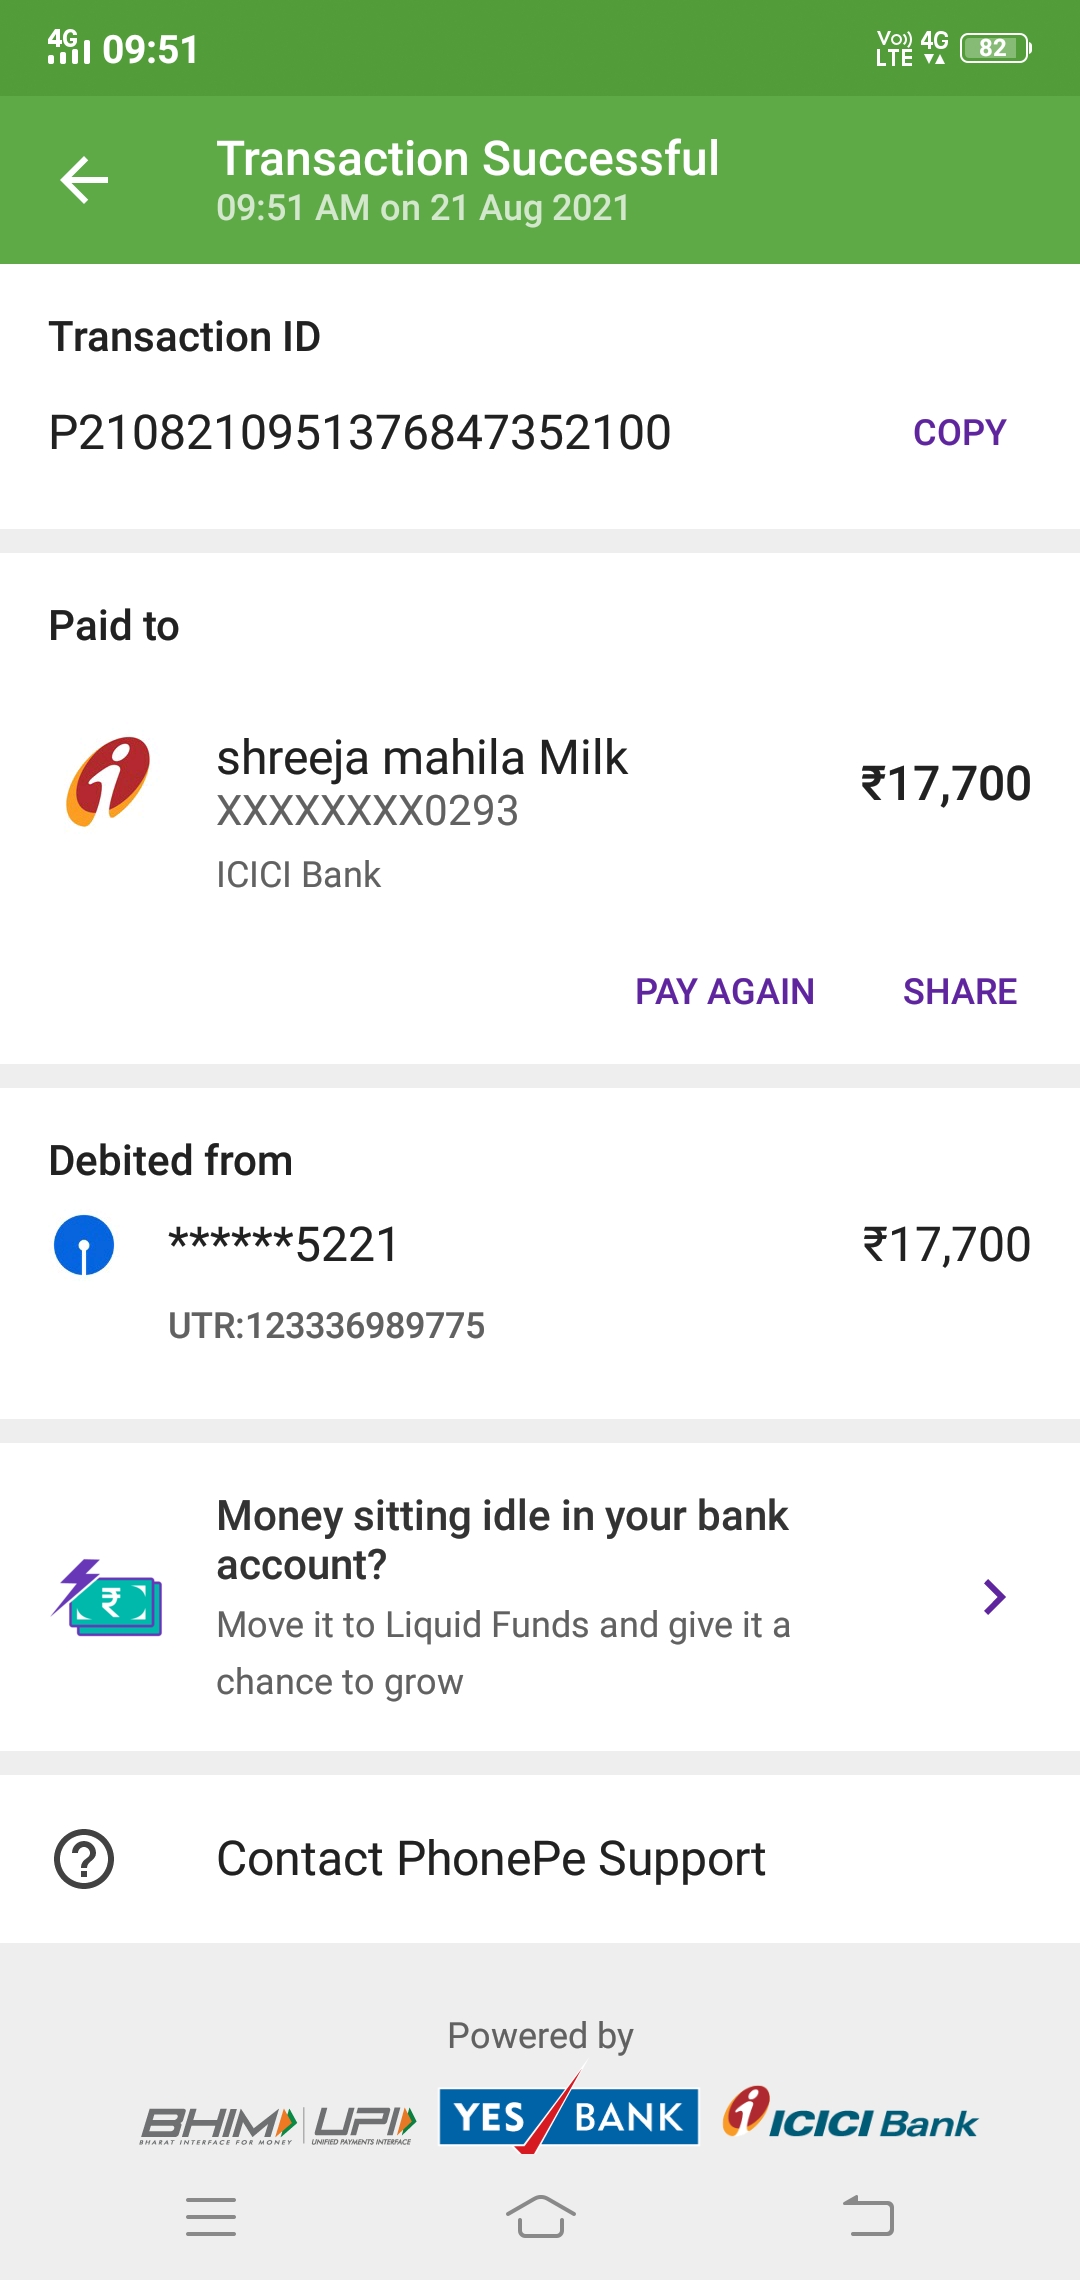 4G 09:51 Vo)) LTE 4G 82
Transaction Successful
09:51 AM on 21 Aug 2021
Transaction ID
P2108210951376847352100 COPY
Paid to
shreeja mahila Milk
XXXXXXXX0293
₹17,700
ICICI Bank
PAY AGAIN SHARE
Debited from
******5221 ₹17,700
UTR:123336989775
Money sitting idle in your bank
account?
Move it to Liquid Funds and give it a
chance to grow
Contact PhonePe Support
Powered by
BHIM UPI YES BANK ICICI Bank
BHARAT INTERFACE FOR MONEY UNIFIED PAYMENTS INTERFACE